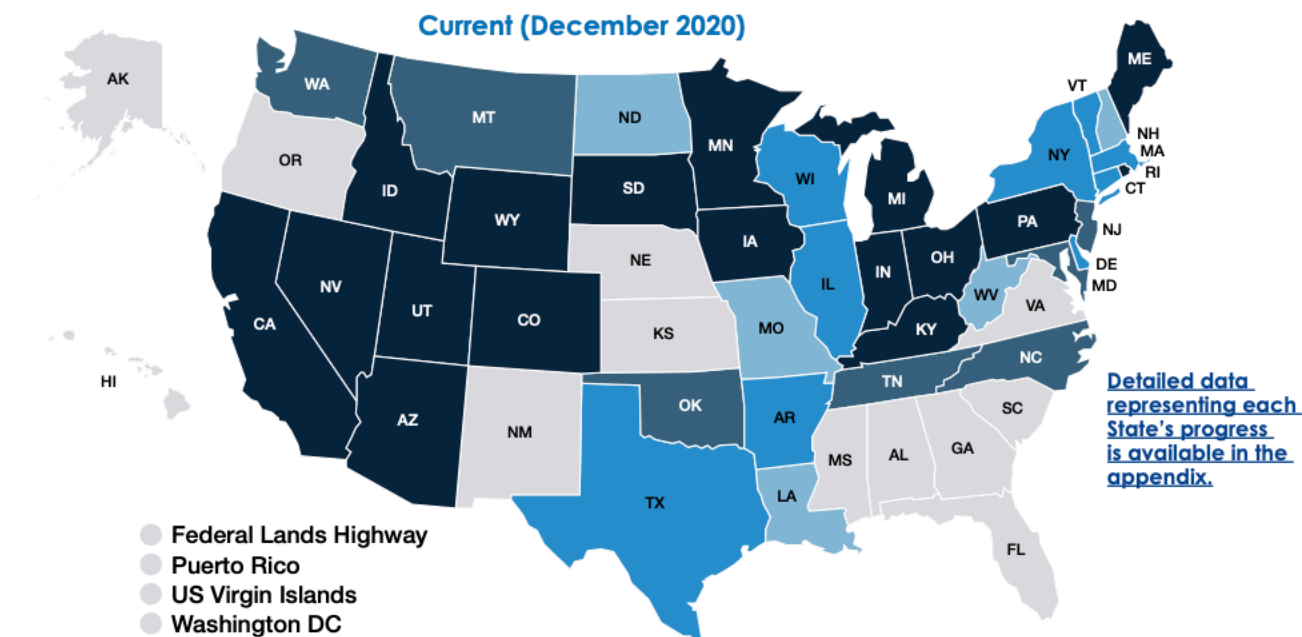 Current (December 2020)
AK
WA
MT
ND
MN
ME
VT
NH
MA
RI
CT
NY
OR
ID
SD
WI
MI
WY
IA
PA
NJ
DE
MD
NE
IL
IN
OH
NV
UT
CO
WV
VA
CA
KS
MO
KY
HI
AZ
NM
OK
AR
TN
NC
SC
MS
AL
GA
TX
LA
FL
Detailed data
representing each
State's progress
is available in the
appendix.
Federal Lands Highway
Puerto Rico
US Virgin Islands
Washington DC